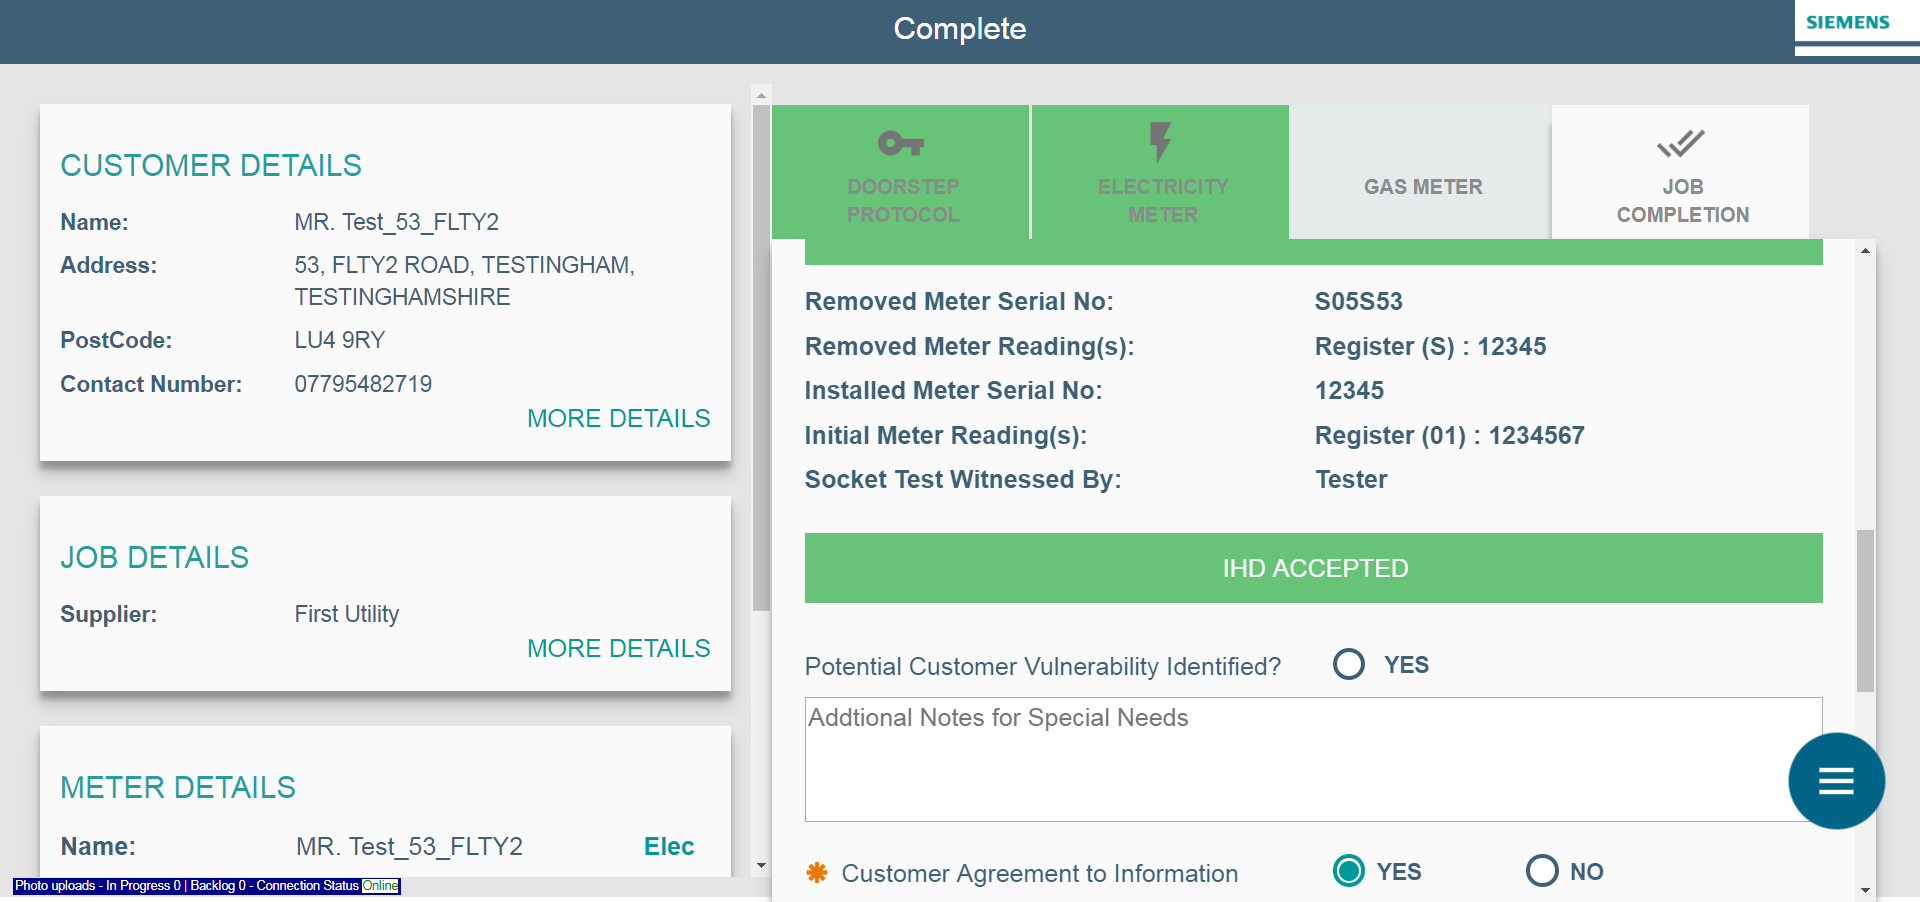 Complete
SIEMENS
CUSTOMER DETAILS
Name: MR. Test_53_FLTY2
Address: 53, FLTY2 ROAD, TESTINGHAM,
TESTINGHAMSHIRE
PostCode: LU4 9RY
Contact Number: 07795482719
MORE DETAILS
JOB DETAILS
Supplier: First Utility
MORE DETAILS
METER DETAILS
Name: MR. Test_53_FLTY2 Elec
Photo uploads - In Progress 0 | Backlog 0 - Connection Status Online
DOORSTEP
PROTOCOL
ELECTRICITY
METER
GAS METER
JOB
COMPLETION
Removed Meter Serial No: S05S53
Removed Meter Reading(s): Register (S) : 12345
Installed Meter Serial No: 12345
Initial Meter Reading(s): Register (01) : 1234567
Socket Test Witnessed By: Tester
IHD ACCEPTED
Potential Customer Vulnerability Identified? YES
Addtional Notes for Special Needs
Customer Agreement to Information YES NO